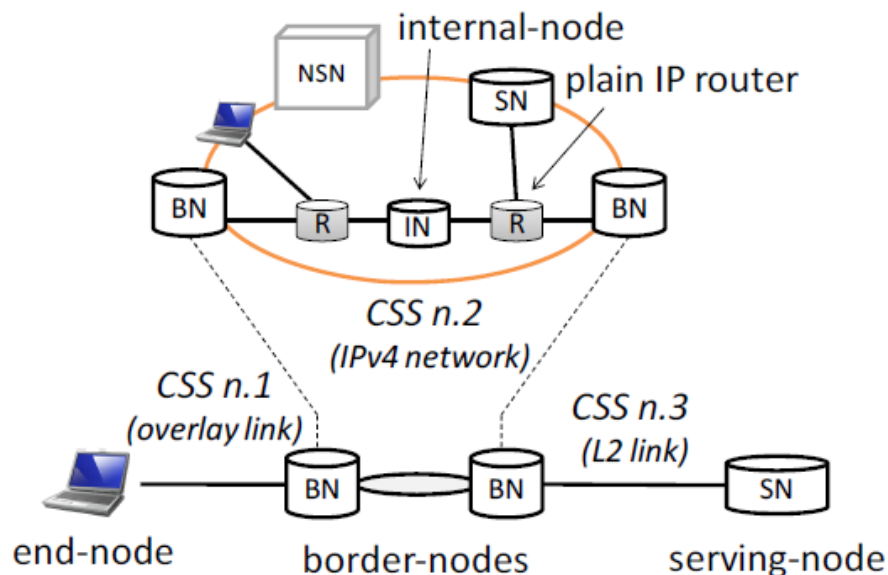 internal-node
NSN
plain IP router
SN
BN
R
IN
R
BN
CSS n.2
(IPv4 network)
CSS n.1
(overlay link)
CSS n.3
(L2 link)
BN
BN
SN
end-node
border-nodes
serving-node